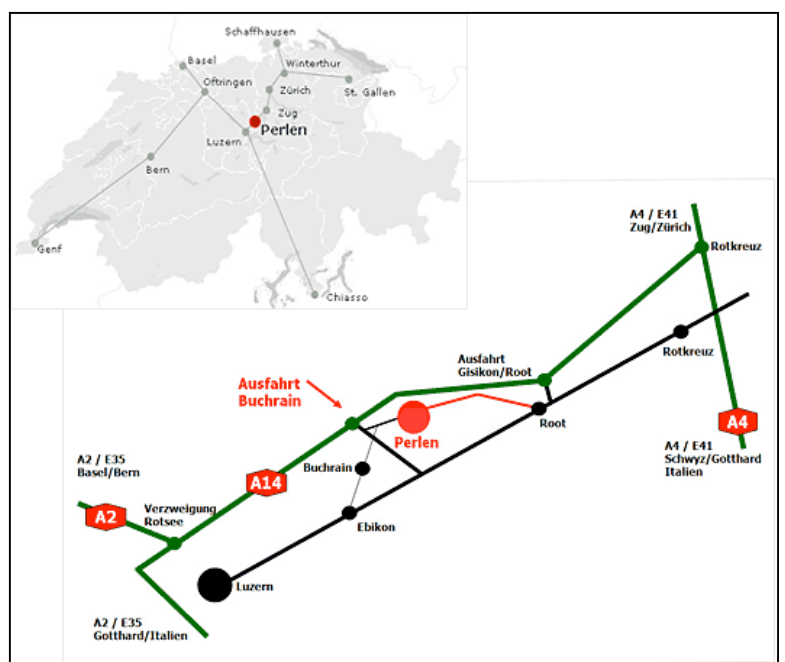 Schaffhausen
Basel
Winterthur
Oftringen
Zürich
St. Gallen
Zug
Perlen
Luzern
Bern
Genf
Chiasso
A4 / E41
Zug/Zürich
Rotkreuz
Rotkreuz
Ausfahrt
Gisikon/Root
Ausfahrt
Buchrain
Perlen
Root
A4
A4 / E41
Schwyz/Gotthard
Italien
A2 / E35
Basel/Bern
Buchrain
A14
A2
Verzweigung
Rotsee
Ebikon
Luzern
A2 / E35
Gotthard/Italien